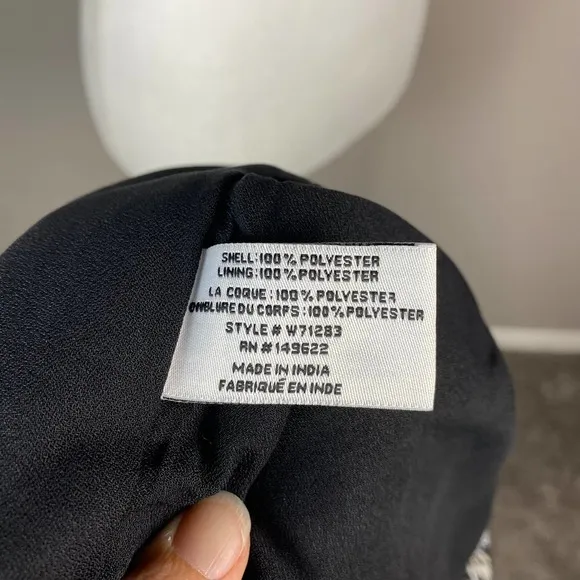 SHELL:100% POLYESTER
LINING:100% POLYESTER
LA COQUE:100% POLYESTER
DU CORPS:100% POLYESTER
STYLE # W71283
RN #149622
MADE IN INDIA
FABRIQUÉ EN INDE